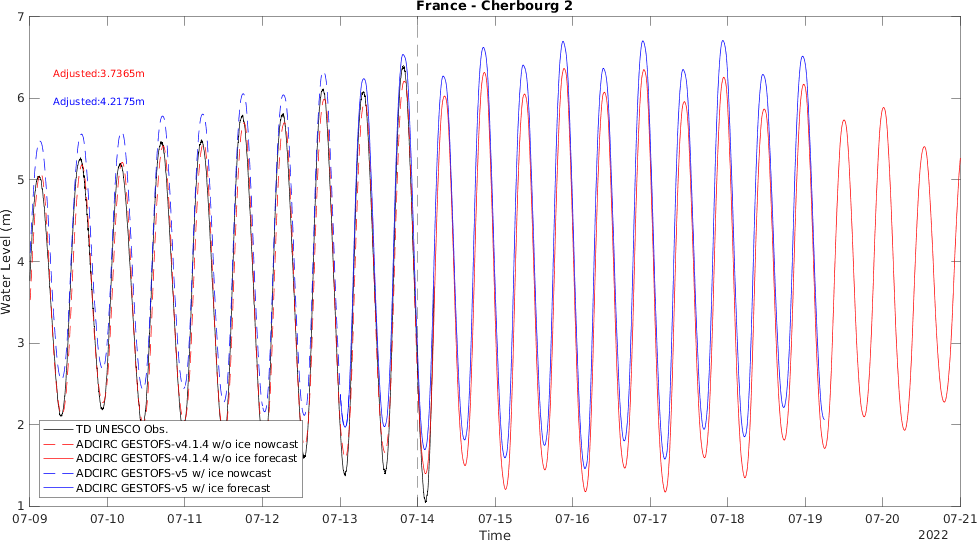 France - Cherbourg 2
7
Adjusted:3.7365m
6
Adjusted:4.2175m
5
4
Water Level (m)
3
2
TD UNESCO Obs.
ADCIRC GESTOFS-v4.1.4 w/o ice nowcast
ADCIRC GESTOFS-v4.1.4 w/o ice forecast
ADCIRC GESTOFS-v5 w/ ice nowcast
ADCIRC GESTOFS-v5 w/ ice forecast
1
07-09 07-10 07-11 07-12 07-13 07-14 07-15 07-16 07-17 07-18 07-19 07-20 07-21
Time
2022